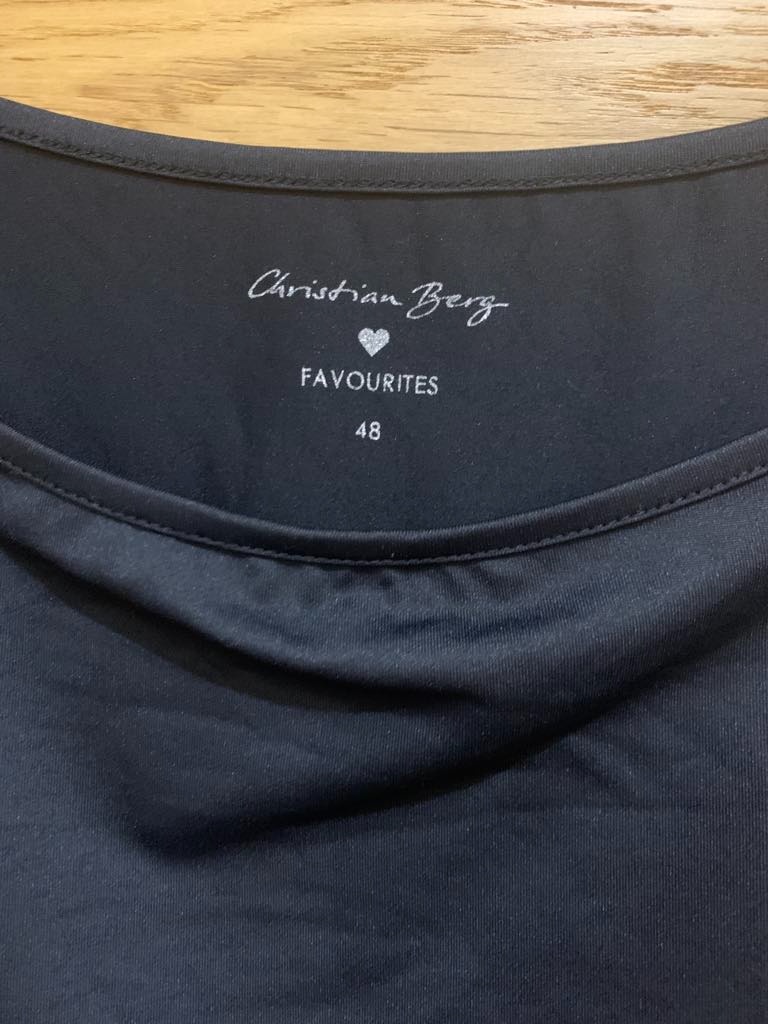 Christian Berg
FAVOURITES
48